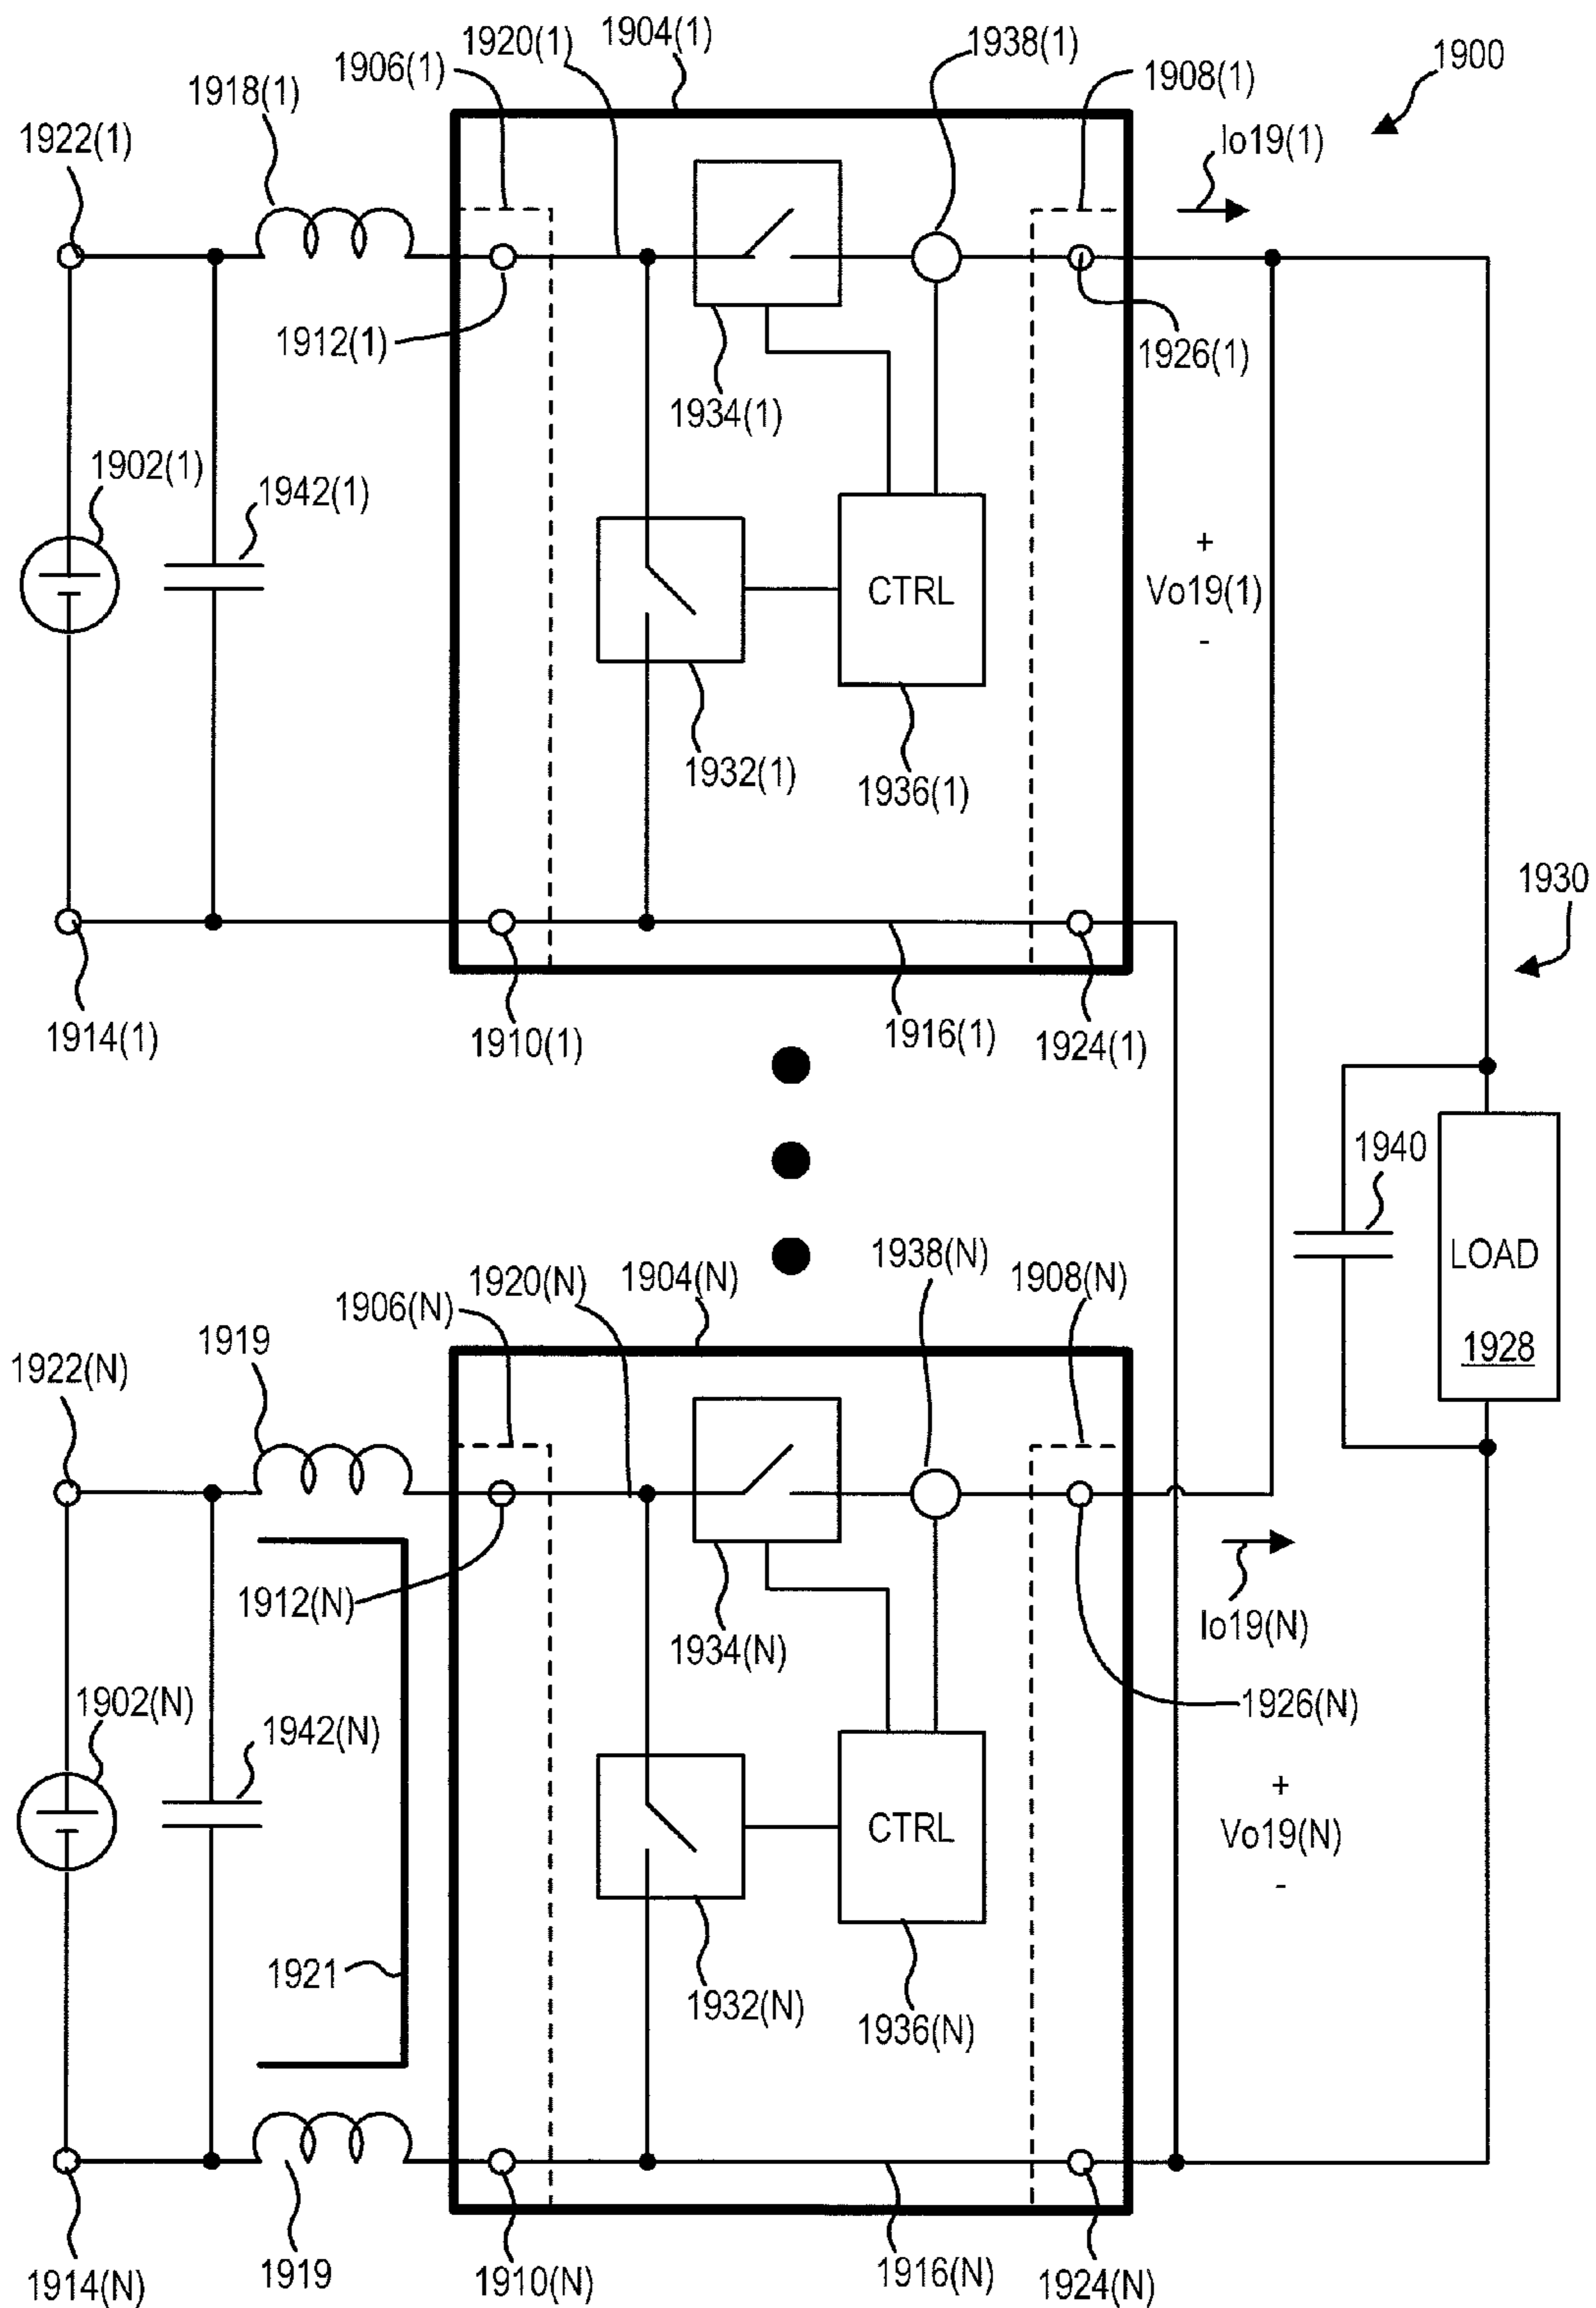 1920(1)
1904(1)
1938(1)
1906(1)
1908(1)
1900
1918(1)
Io19(1)
1922(1)
1912(1)
1926(1)
1934(1)
1902(1)
1942(1)
+
CTRL
Vo19(1)
-
1932(1)
1936(1)
1930
1914(1)
1910(1)
1916(1)
1924(1)
1940
LOAD
1928
1938(N)
1920(N)
1904(N)
1908(N)
1906(N)
1919
1922(N)
1912(N)
1934(N)
Io19(N)
1902(N)
1942(N)
1926(N)
+
CTRL
Vo19(N)
-
1921
1932(N)
1936(N)
1914(N)
1919
1910(N)
1916(N)
1924(N)